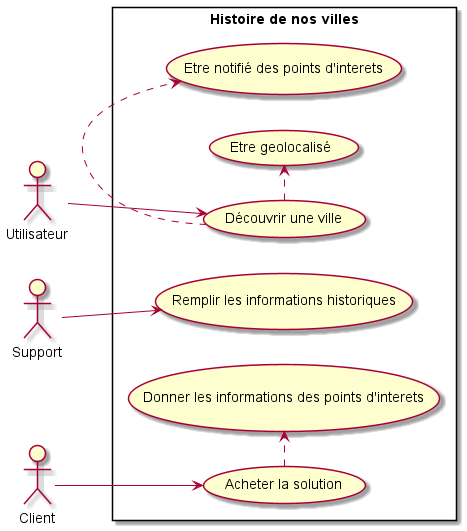 Histoire de nos villes
Etre notifié des points d'interets
Etre geolocalisé
Découvrir une ville
Utilisateur
Remplir les informations historiques
Support
Donner les informations des points d'interets
Acheter la solution
Client